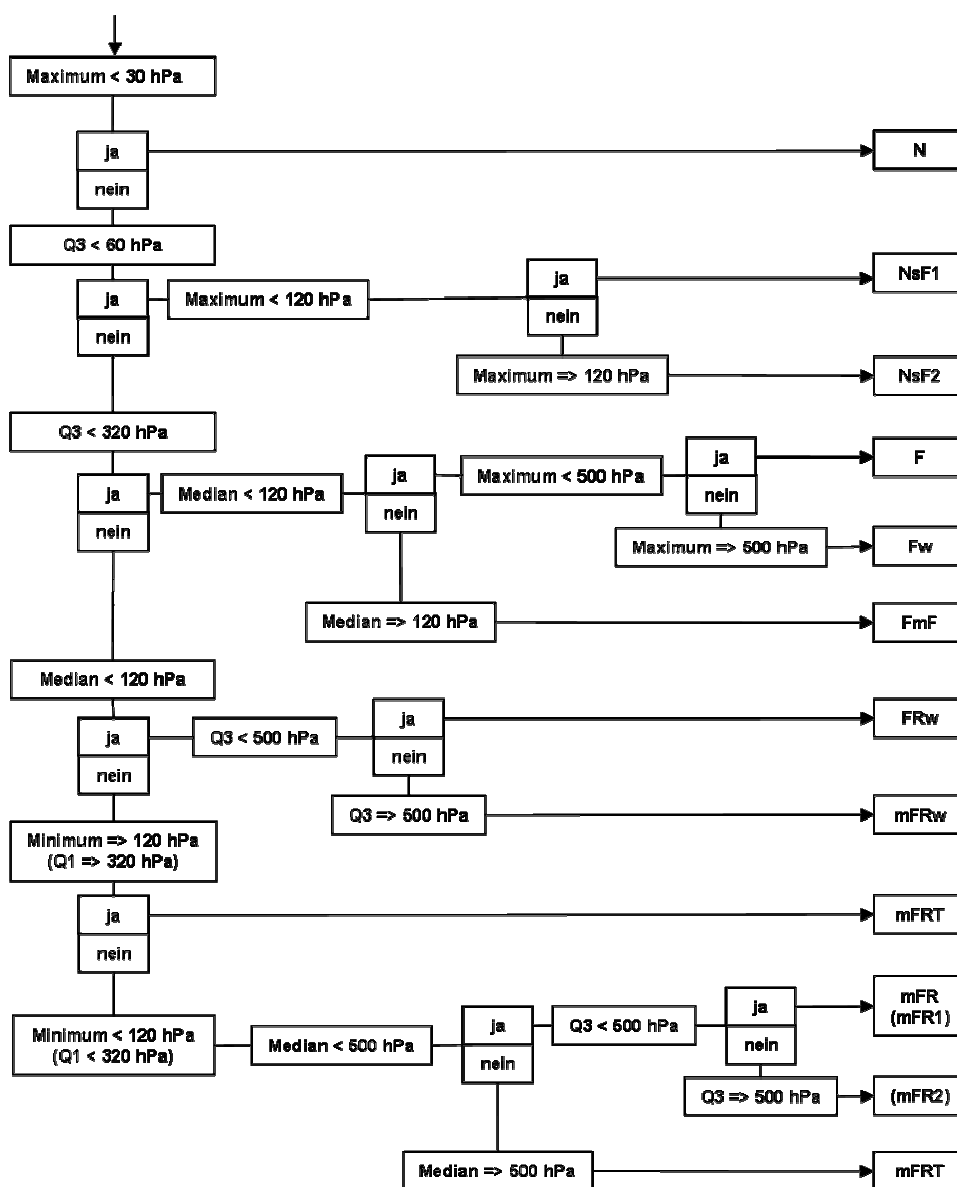 Maximum < 30 hPa
ja
N
nein
Q3 < 60 hPa
ja
Maximum < 120 hPa
ja
NsF1
nein
nein
Maximum => 120 hPa
NsF2
Q3 < 320 hPa
ja
Median < 120 hPa
ja
Maximum < 500 hPa
ja
F
nein
nein
nein
Maximum => 500 hPa
Fw
Median => 120 hPa
FmF
Median < 120 hPa
ja
Q3 < 500 hPa
ja
FRw
nein
nein
Q3 => 500 hPa
mFRw
Minimum => 120 hPa
(Q1 => 320 hPa)
ja
mFRT
nein
Minimum < 120 hPa
(Q1 < 320 hPa)
Median < 500 hPa
ja
Q3 < 500 hPa
ja
mFR
(mFR1)
nein
nein
Q3 => 500 hPa
(mFR2)
Median => 500 hPa
mFRT